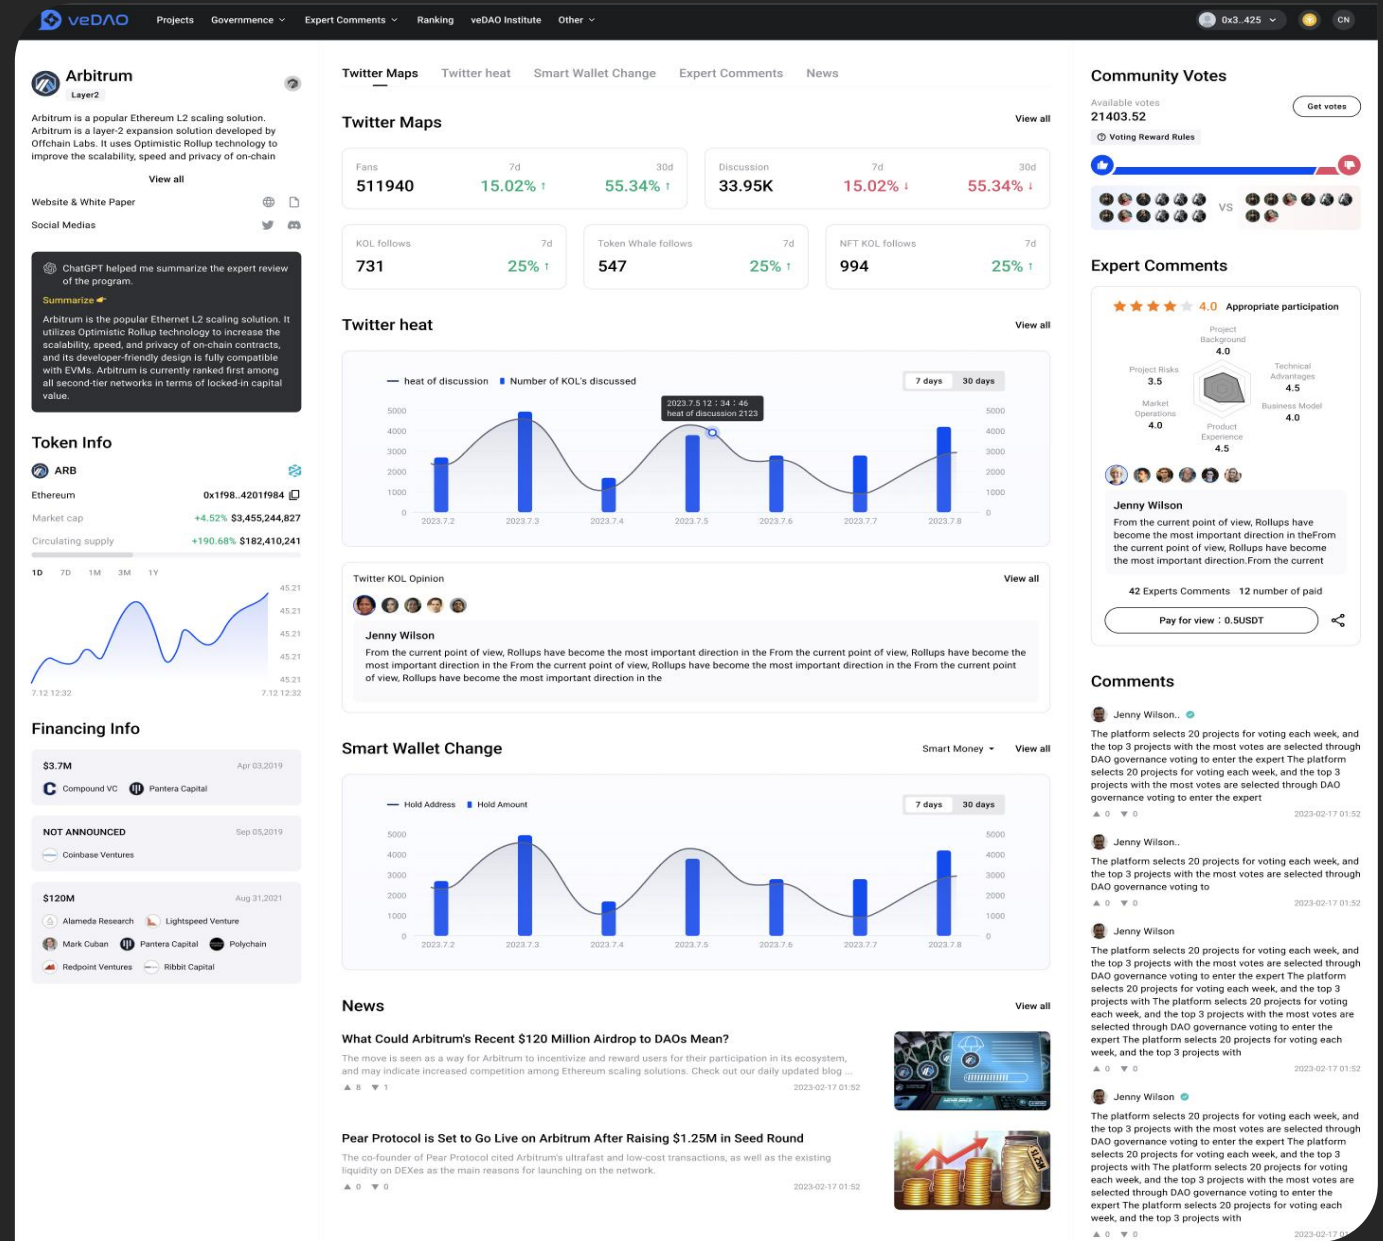 veDAO
Projects
Governmence
Expert Comments
Ranking
veDAO Institute
Other
0x3..425
CN
Arbitrum
Layer2
Arbitrum is a popular Ethereum L2 scaling solution.
Arbitrum is a layer-2 expansion solution developed by
Offchain Labs. It uses Optimistic Rollup technology to
improve the scalability, speed and privacy of on-chain
View all
Website & White Paper
Social Medias
ChatGPT helped me summarize the expert review
of the program.
Summarize
Arbitrum is the popular Ethernet L2 scaling solution. It
utilizes Optimistic Rollup technology to increase the
scalability, speed, and privacy of on-chain contracts,
and its developer-friendly design is fully compatible
with EVMs. Arbitrum is currently ranked first among
all second-tier networks in terms of locked-in capital
value.
Token Info
ARB
Ethereum 0x1f98..4201f984
Market cap +4.52% $3,455,244,827
Circulating supply +190.68% $182,410,241
1D 7D 1M 3M 1Y
45.21
45.21
45.21
45.21
45.21
7.12 12:32 7.12 12:32
Financing Info
$3.7M Apr 03,2019
Compound VC Pantera Capital
NOT ANNOUNCED Sep 05,2019
Coinbase Ventures
$120M Aug 31,2021
Alameda Research Lightspeed Venture
Mark Cuban Pantera Capital Polychain
Redpoint Ventures Ribbit Capital
Twitter Maps Twitter heat Smart Wallet Change Expert Comments News
Twitter Maps View all
Fans 7d 30d
511940 15.02% ↑ 55.34% ↑
Discussion 7d 30d
33.95K 15.02% ↓ 55.34% ↓
KOL follows 7d
731 25% ↑
Token Whale follows 7d
547 25% ↑
NFT KOL follows 7d
994 25% ↑
Twitter heat View all
heat of discussion Number of KOL's discussed
7 days 30 days
2023.7.5 12 : 34 : 46
heat of discussion 2123
5000 5000
4000 4000
3000 3000
2000 2000
1000 1000
0 0
2023.7.2 2023.7.3 2023.7.4 2023.7.5 2023.7.6 2023.7.7 2023.7.8
Twitter KOL Opinion View all
Jenny Wilson
From the current point of view, Rollups have become the most important direction in the From the current point of view, Rollups have become the
most important direction in the From the current point of view, Rollups have become the most important direction in the From the current point
of view, Rollups have become the most important direction in the
Smart Wallet Change Smart Money View all
Hold Address Hold Amount
7 days 30 days
5000 5000
4000 4000
3000 3000
2000 2000
1000 1000
0 0
2023.7.2 2023.7.3 2023.7.4 2023.7.5 2023.7.6 2023.7.7 2023.7.8
News View all
What Could Arbitrum's Recent $120 Million Airdrop to DAOs Mean?
The move is seen as a way for Arbitrum to incentivize and reward users for their participation in its ecosystem,
and may indicate increased competition among Ethereum scaling solutions. Check out our daily updated blog ...
▲ 8 ▼ 1 2023-02-17 01:52
Pear Protocol is Set to Go Live on Arbitrum After Raising $1.25M in Seed Round
The co-founder of Pear Protocol cited Arbitrum's ultrafast and low-cost transactions, as well as the existing
liquidity on DEXes as the main reasons for launching on the network.
▲ 0 ▼ 0 2023-02-17 01:52
Community Votes
Available votes
21403.52
Get votes
Voting Reward Rules
VS
Expert Comments
4.0 Appropriate participation
Project
Background
4.0
Project Risks
3.5
Technical
Advantages
4.5
Market
Operations
4.0
Business Model
4.0
Product
Experience
4.5
Jenny Wilson
From the current point of view, Rollups have
become the most important direction in theFrom
the current point of view, Rollups have become
the most important direction.From the current
42 Experts Comments 12 number of paid
Pay for view : 0.5USDT
Comments
Jenny Wilson..
The platform selects 20 projects for voting each week, and
the top 3 projects with the most votes are selected through
DAO governance voting to enter the expert The platform
selects 20 projects for voting each week, and the top 3
projects with the most votes are selected through DAO
governance voting to enter the expert
▲ 0 ▼ 0 2023-02-17 01:52
Jenny Wilson..
The platform selects 20 projects for voting each week, and
the top 3 projects with the most votes are selected through
DAO governance voting to
▲ 0 ▼ 0 2023-02-17 01:52
Jenny Wilson
The platform selects 20 projects for voting each week, and
the top 3 projects with the most votes are selected through
DAO governance voting to enter the expert The platform
selects 20 projects for voting each week, and the top 3
projects with The platform selects 20 projects for voting
each week, and the top 3 projects with the most votes are
selected through DAO governance voting to enter the
expert The platform selects 20 projects for voting each
week, and the top 3 projects with
▲ 0 ▼ 0 2023-02-17 01:52
Jenny Wilson
The platform selects 20 projects for voting each week, and
the top 3 projects with the most votes are selected through
DAO governance voting to enter the expert The platform
selects 20 projects for voting each week, and the top 3
projects with The platform selects 20 projects for voting
each week, and the top 3 projects with the most votes are
selected through DAO governance voting to enter the
expert The platform selects 20 projects for voting each
week, and the top 3 projects with
▲ 0 ▼ 0 2023-02-17